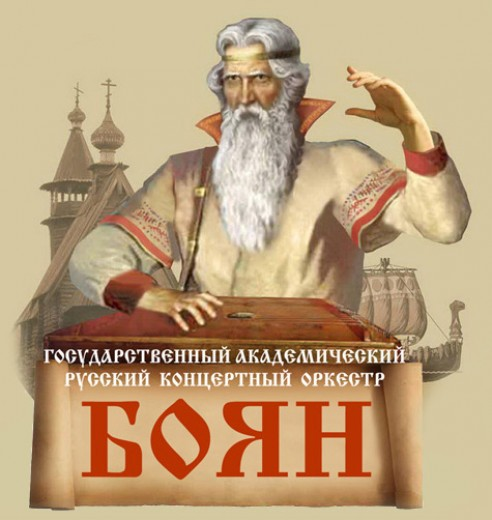 ГОСУДАРСТВЕННЫЙ АКАДЕМИЧЕСКИЙ
РУССКИЙ КОНЦЕРТНЫЙ ОРКЕСТР
БОЯН